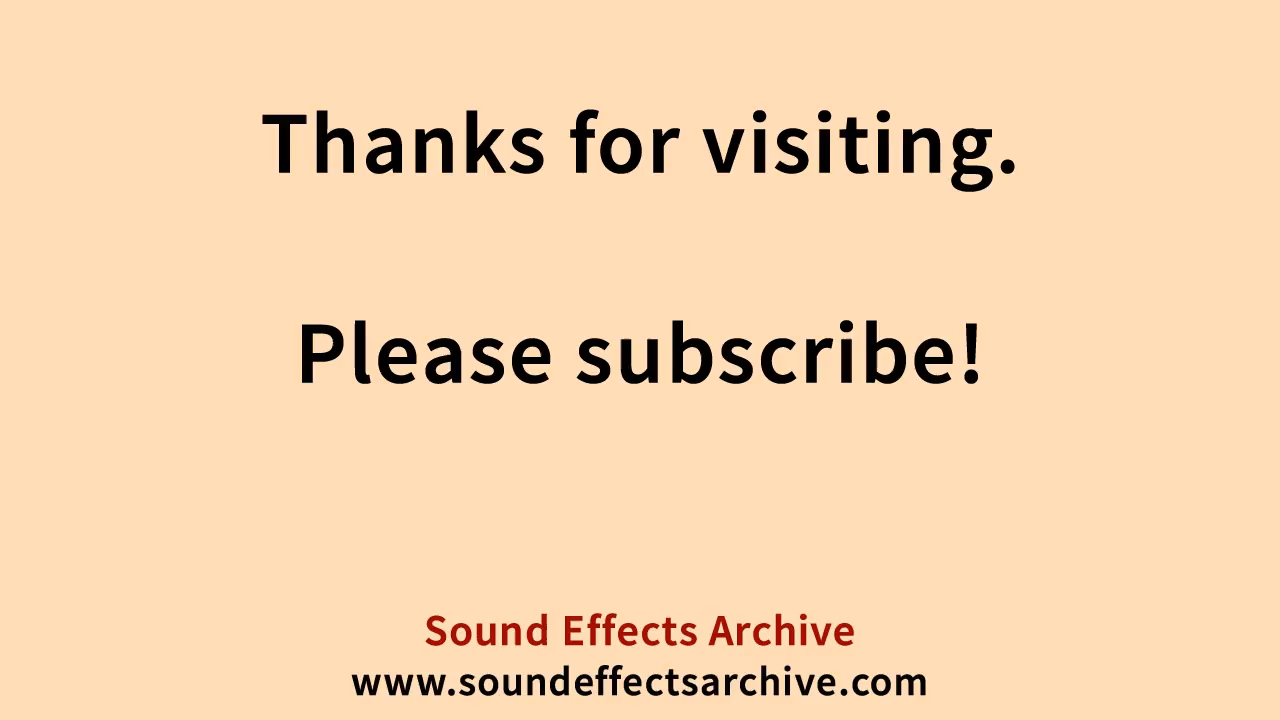 Thanks for visiting.
Please subscribe!
Sound Effects Archive
www.soundeffectsarchive.com